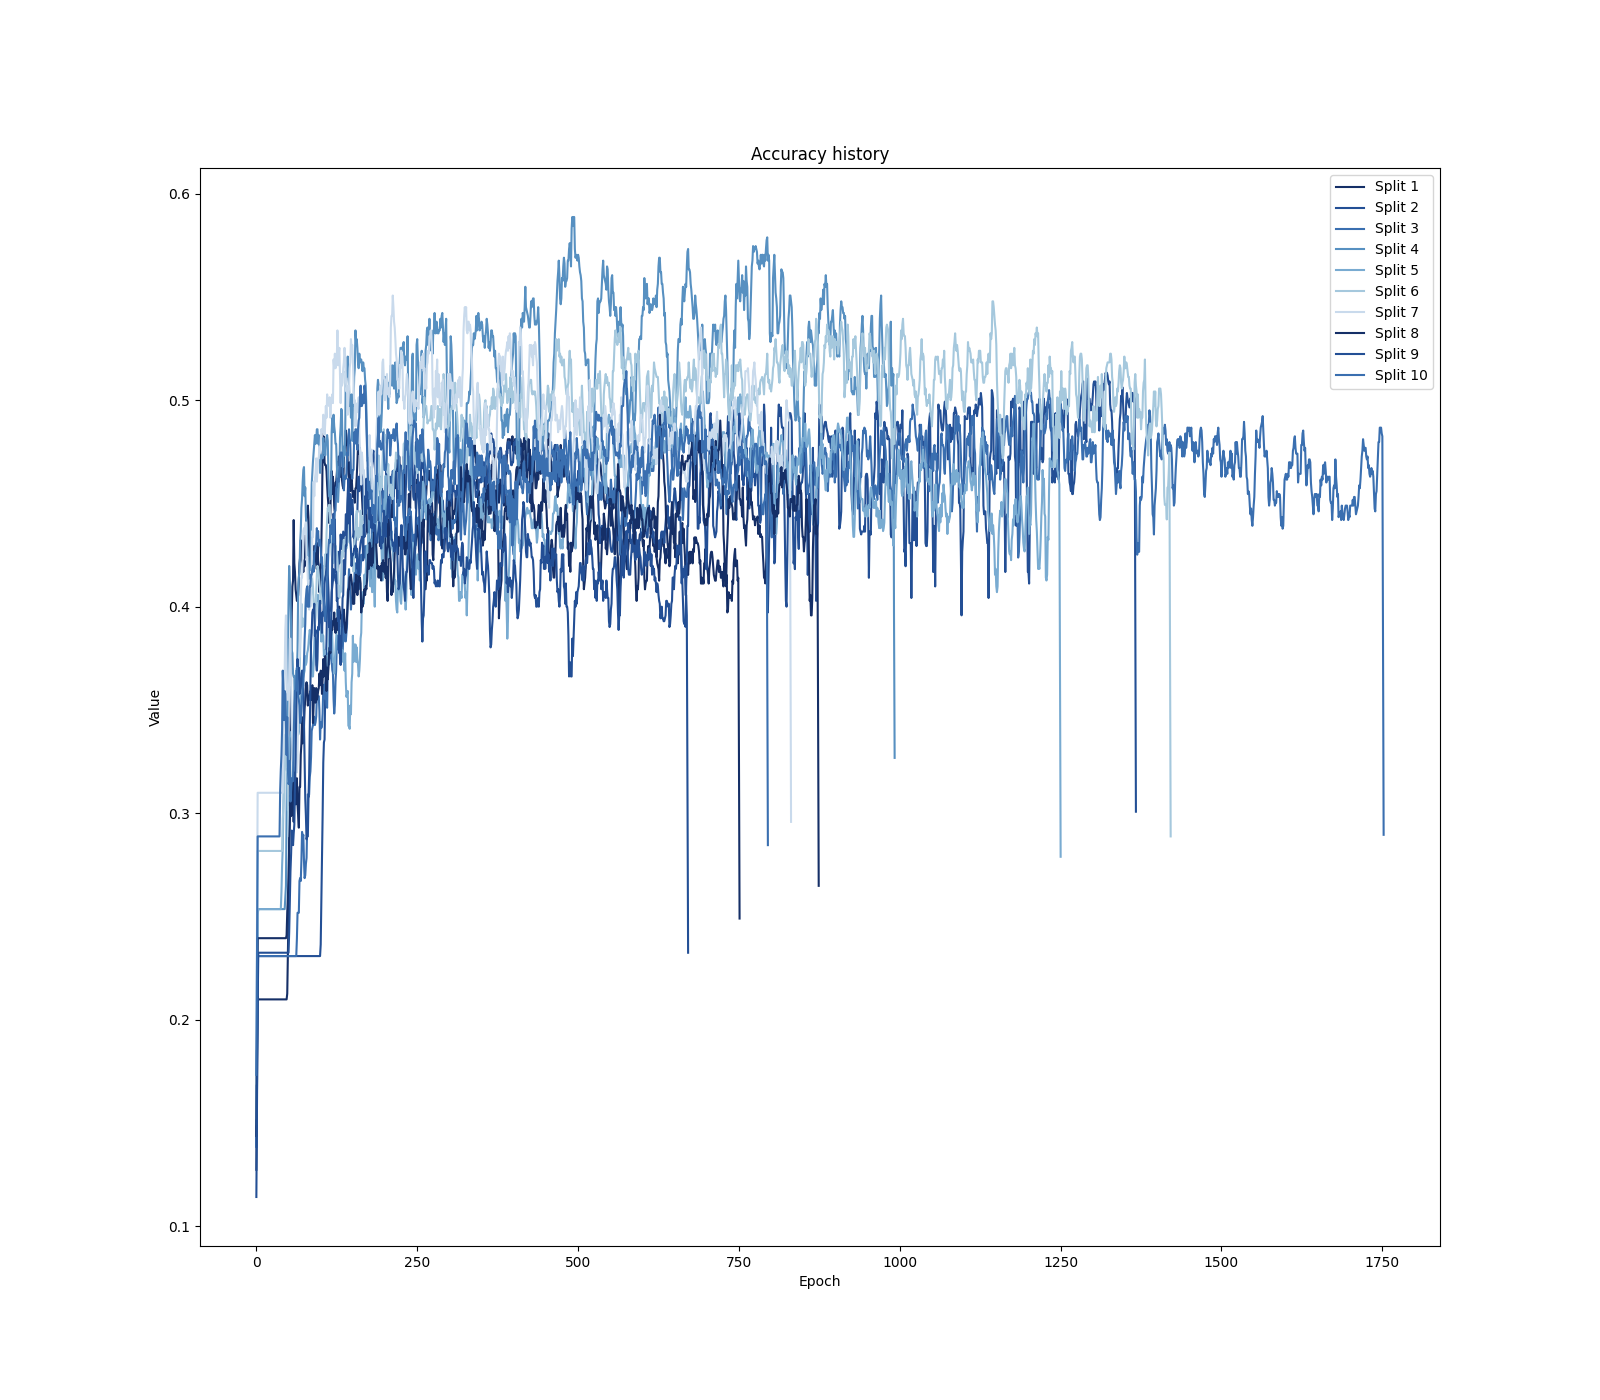 Accuracy history
0.6
0.5
0.4
0.3
0.2
0.1
Value
0
250
500
750
1000
1250
1500
1750
Epoch
Split 1
Split 2
Split 3
Split 4
Split 5
Split 6
Split 7
Split 8
Split 9
Split 10